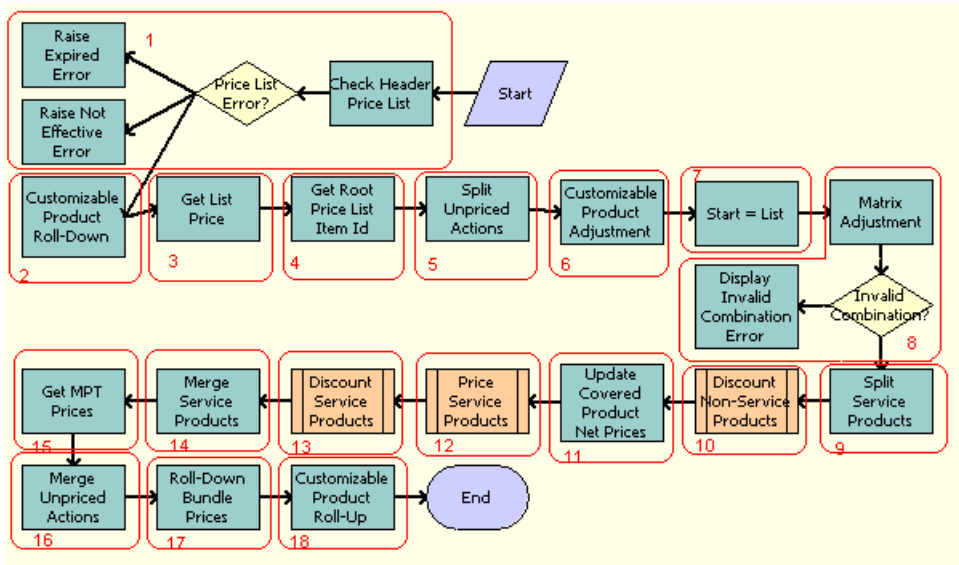 Raise
Expired
Error
1
Price List
Error?
Check Header
Price List
Start
Raise Not
Effective
Error
Customizable
Product
Roll-Down
2
Get List
Price
3
Get Root
Price List
Item Id
4
Split
Unpriced
Actions
5
Customizable
Product
Adjustment
6
7
Start = List
Matrix
Adjustment
Display
Invalid
Combination
Error
Invalid
Combination?
8
Get MPT
Prices
15
Merge
Service
Products
14
Discount
Service
Products
13
Price
Service
Products
12
Update
Covered
Product
Net Prices
11
Discount
Non-Service
Products
10
Split
Service
Products
9
Merge
Unpriced
Actions
16
Roll-Down
Bundle
Prices
17
Customizable
Product
Roll-Up
18
End